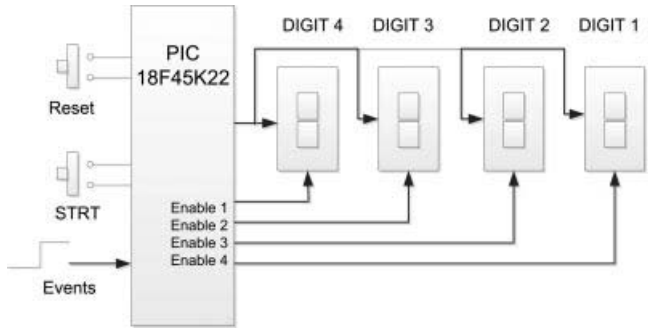 DIGIT 4
DIGIT 3
DIGIT 2
DIGIT 1
PIC
18F45K22
Reset
STRT
Enable 1
Enable 2
Enable 3
Enable 4
Events